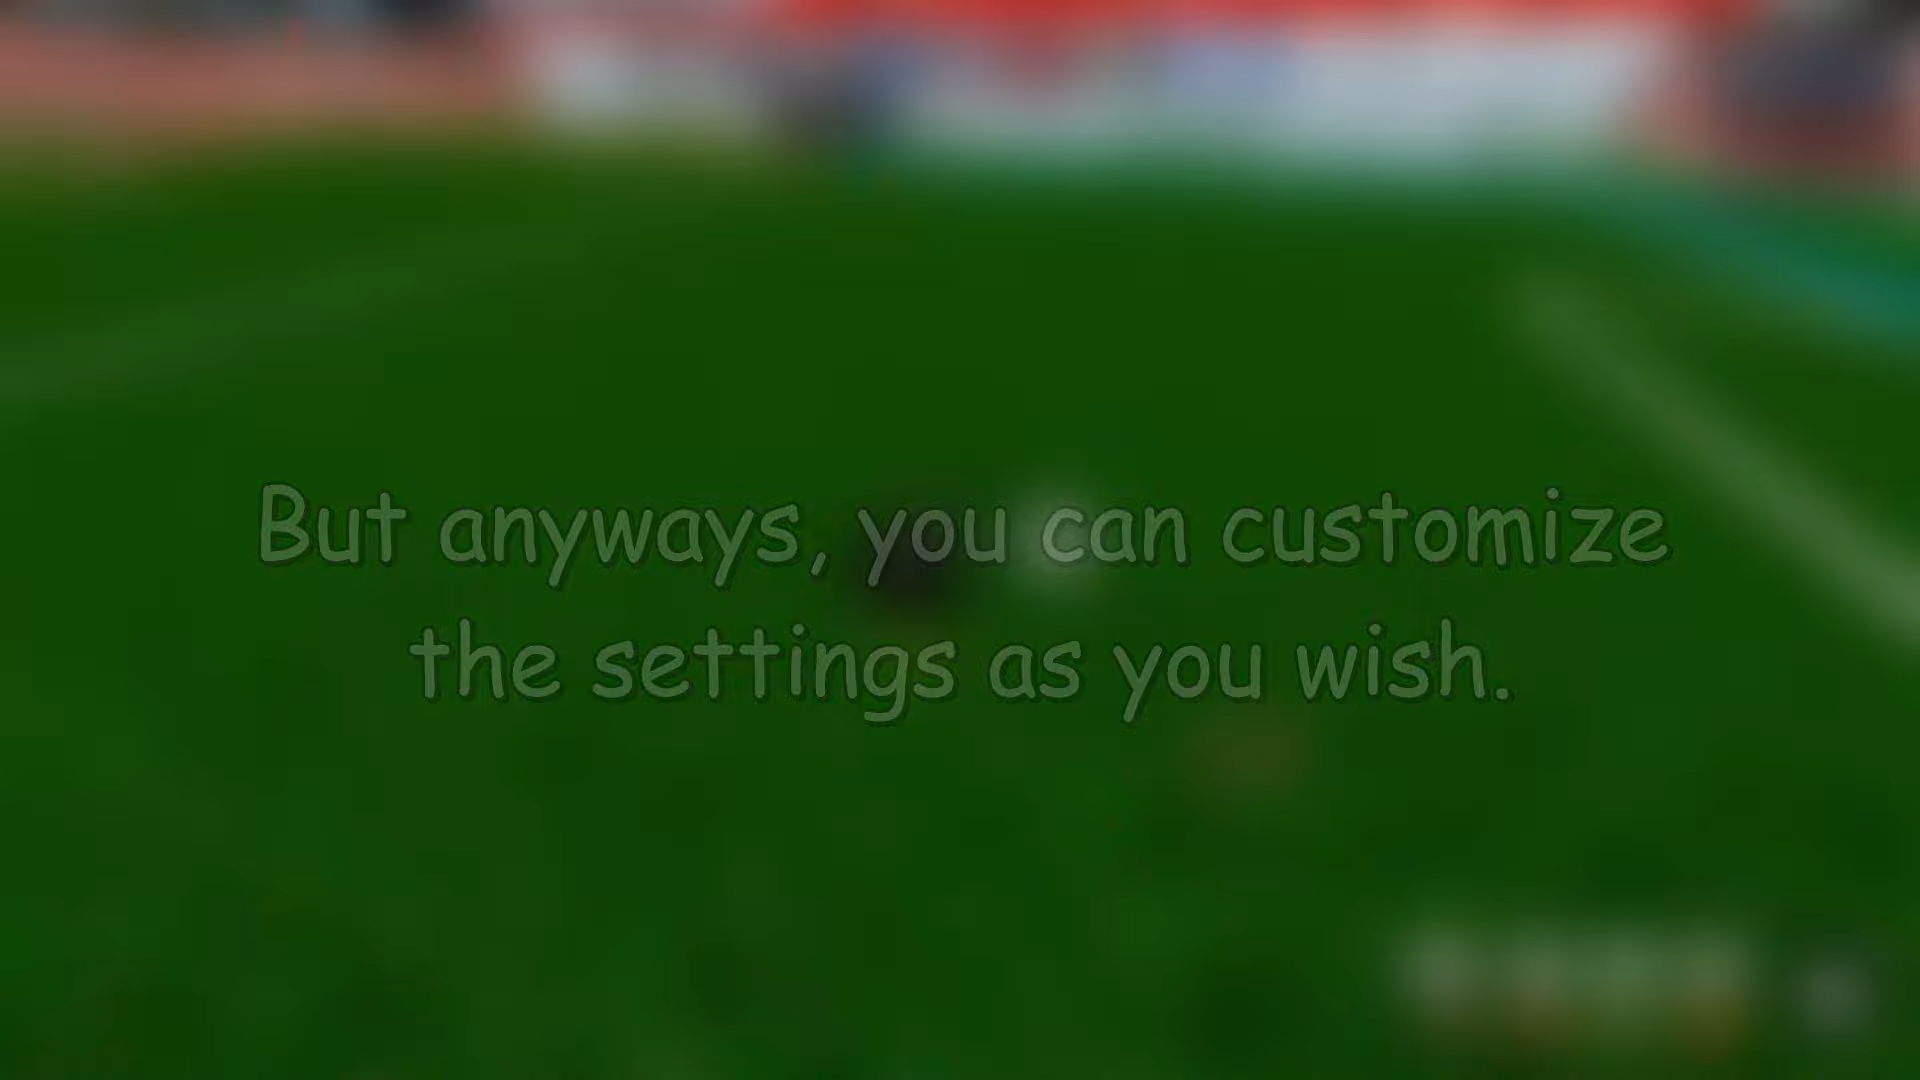 But anyways, you can customize
the settings as you wish.